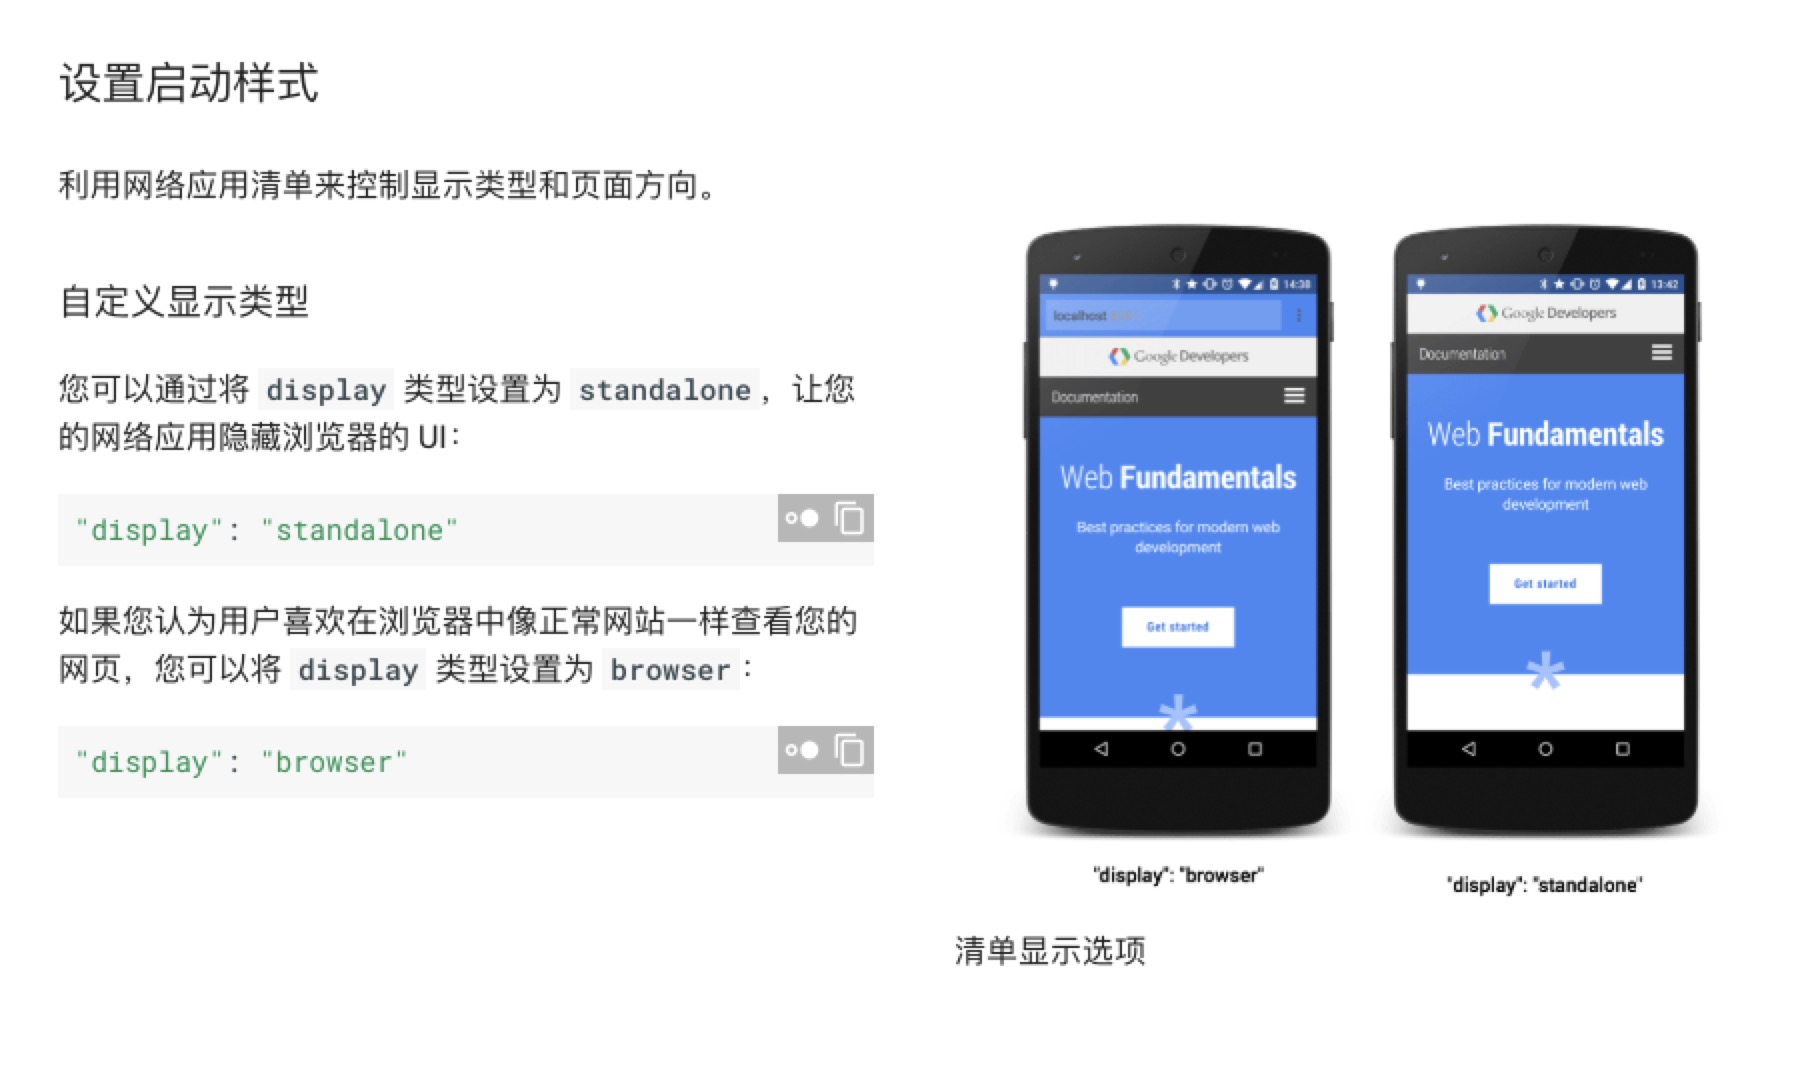 设置启动样式
利用网络应用清单来控制显示类型和页面方向。
自定义显示类型
您可以通过将 display 类型设置为 standalone，让您
的网络应用隐藏浏览器的 UI：
"display": "standalone"
如果您认为用户喜欢在浏览器中像正常网站一样查看您的
网页，您可以将 display 类型设置为 browser：
"display": "browser"
14:38
localhost
Google Developers
Documentation
Web Fundamentals
Best practices for modern web
development
Get started
*
"display": "browser"
13:42
Google Developers
Documentation
Web Fundamentals
Best practices for modern web
development
Get started
*
"display": "standalone"
清单显示选项